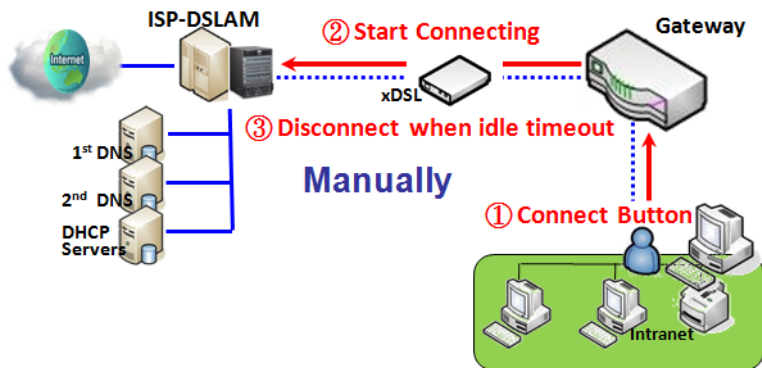 ISP-DSLAM
② Start Connecting
Gateway
Internet
xDSL
③ Disconnect when idle timeout
1st DNS
Manually
2nd DNS
① Connect Button
DHCP
Servers
Intranet